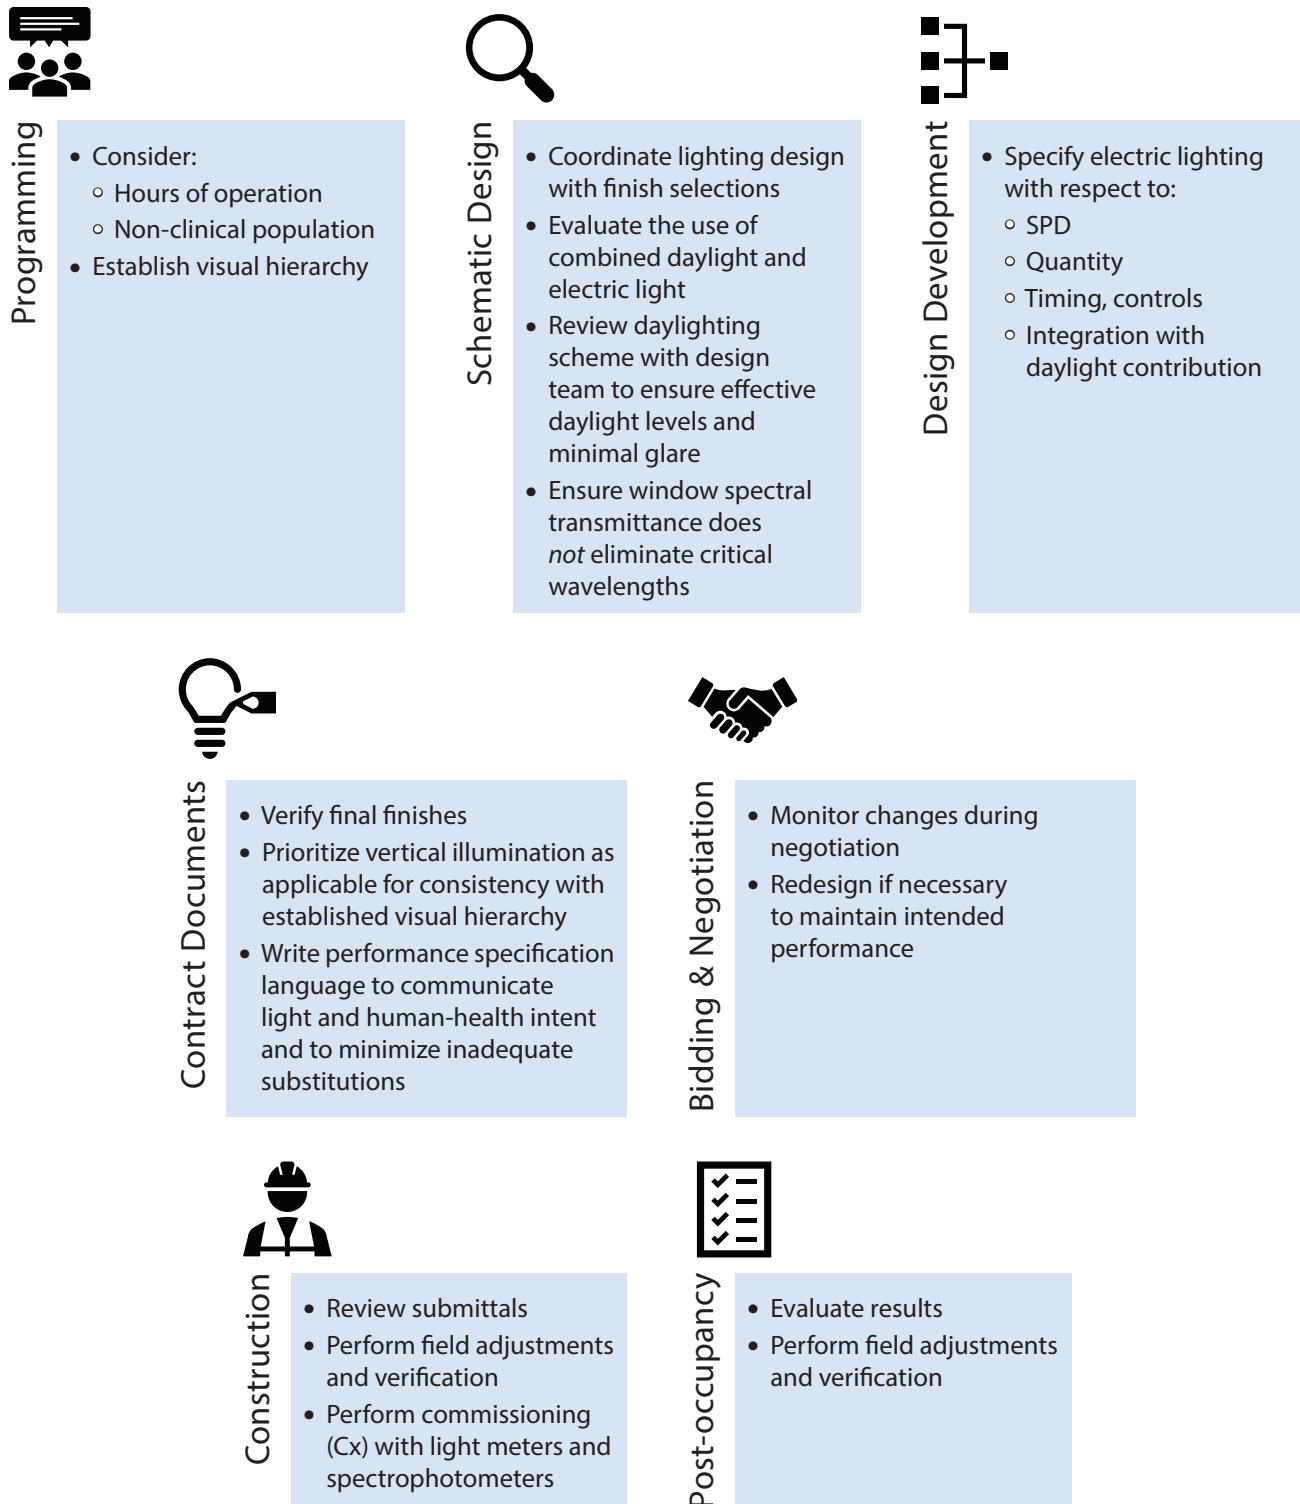 Programming
• Consider:
○ Hours of operation
○ Non-clinical population
• Establish visual hierarchy
Schematic Design
• Coordinate lighting design
with finish selections
• Evaluate the use of
combined daylight and
electric light
• Review daylighting
scheme with design
team to ensure effective
daylight levels and
minimal glare
• Ensure window spectral
transmittance does
not eliminate critical
wavelengths
Design Development
• Specify electric lighting
with respect to:
○ SPD
○ Quantity
○ Timing, controls
○ Integration with
daylight contribution
Contract Documents
• Verify final finishes
• Prioritize vertical illumination as
applicable for consistency with
established visual hierarchy
• Write performance specification
language to communicate
light and human-health intent
and to minimize inadequate
substitutions
Bidding & Negotiation
• Monitor changes during
negotiation
• Redesign if necessary
to maintain intended
performance
Construction
• Review submittals
• Perform field adjustments
and verification
• Perform commissioning
(Cx) with light meters and
spectrophotometers
Post-occupancy
• Evaluate results
• Perform field adjustments
and verification